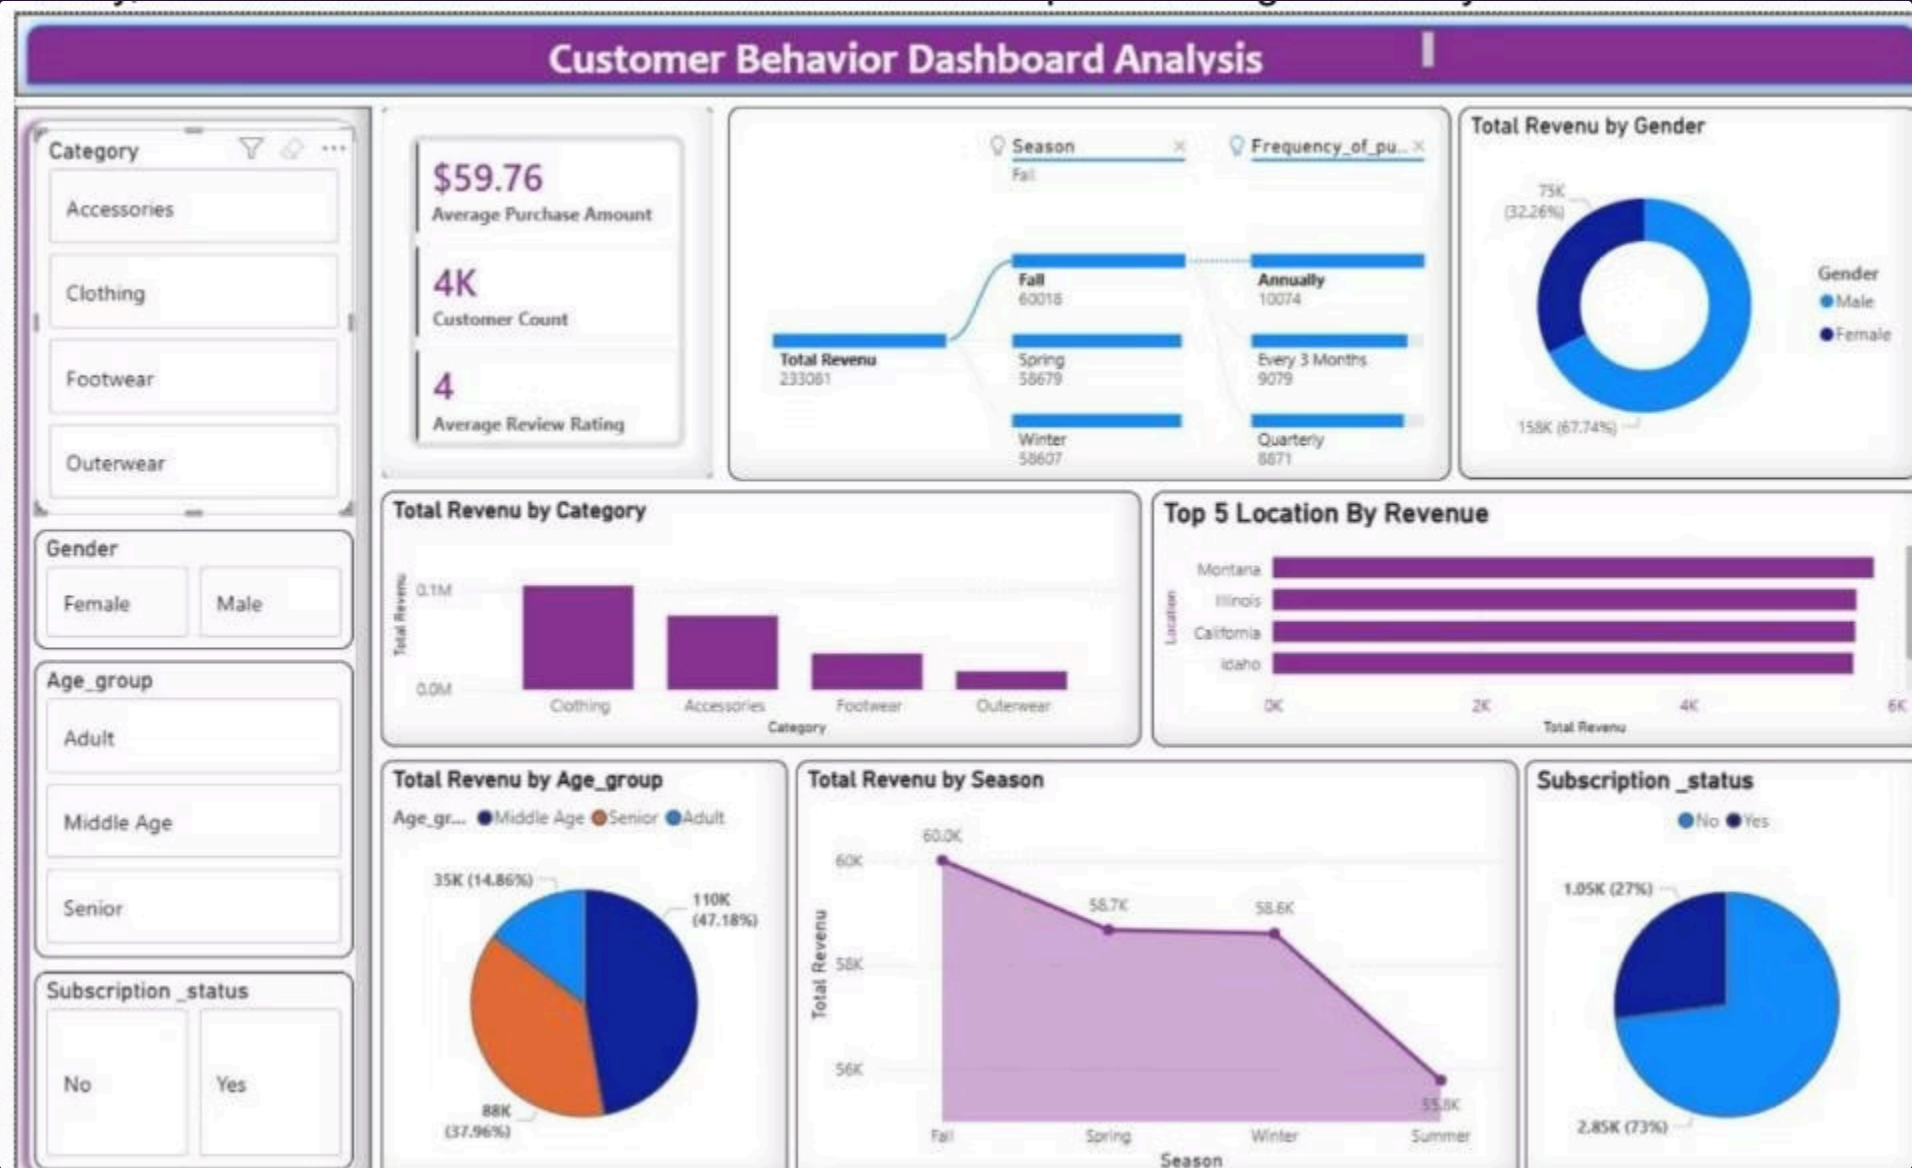 Customer Behavior Dashboard Analysis
Category
Accessories
Clothing
Footwear
Outerwear
Gender
Female
Male
Age_group
Adult
Middle Age
Senior
Subscription _status
No
Yes
$59.76
Average Purchase Amount
4K
Customer Count
4
Average Review Rating
Season
Fall
Frequency_of_pu...
Total Revenu
233081
Fall
60018
Spring
58679
Winter
58607
Annually
10074
Every 3 Months
9079
Quarterly
8871
Total Revenu by Gender
75K
(32.26%)
158K (67.74%)
Gender
Male
Female
Total Revenu by Category
Total Revenu
0.1M
0.0M
Clothing
Accessories
Footwear
Outerwear
Category
Top 5 Location By Revenue
Location
Montana
Illinois
California
Idaho
0K
2K
4K
6K
Total Revenu
Total Revenu by Age_group
Age_gr...
Middle Age
Senior
Adult
35K (14.86%)
110K
(47.18%)
88K
(37.96%)
Total Revenu by Season
Total Revenu
60K
58K
56K
60.0K
58.7K
58.6K
55.8K
Fall
Spring
Winter
Summer
Season
Subscription _status
No
Yes
1.05K (27%)
2.85K (73%)